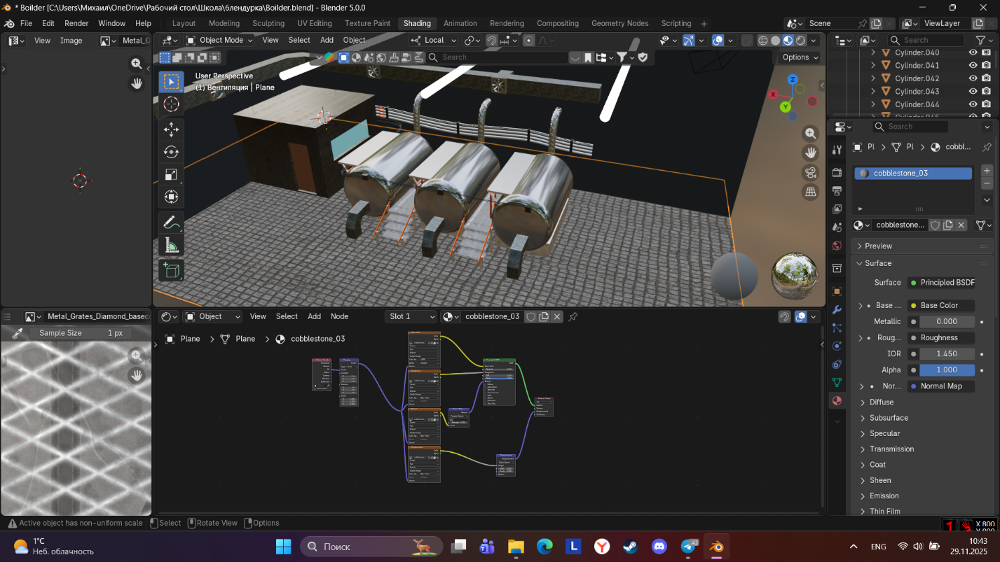 * Boilder [C:\Users\Михаил\OneDrive\Рабочий стол\Школа\блендурка\Boilder.blend] - Blender 5.0.0
File Edit Render Window Help
Layout Modeling Sculpting UV Editing Texture Paint Shading Animation Rendering Compositing Geometry Nodes Scripting
Scene
ViewLayer
View Image Metal_G
Object Mode View Select Add Object Local
Search
Options
Search
User Perspective
(1) Вентиляция | Plane
Z
X
Y
Cylinder.040
Cylinder.041
Cylinder.042
Cylinder.043
Cylinder.044
Search
Pl Pl cobbl...
cobblestone_03
cobblestone...
Preview
Surface
Surface Principled BSDF
Base ... Base Color
Metallic 0.000
Roug... Roughness
IOR 1.450
Alpha 1.000
Nor... Normal Map
Diffuse
Subsurface
Specular
Transmission
Coat
Sheen
Emission
Thin Film
Metal_Grates_Diamond_basec
Sample Size 1 px
Object View Select Add Node Slot 1 cobblestone_03
Plane Plane cobblestone_03
Active object has non-uniform scale Select Rotate View Options
X 800
1°C
Неб. облачность
Поиск
42
ENG
10:43
29.11.2025